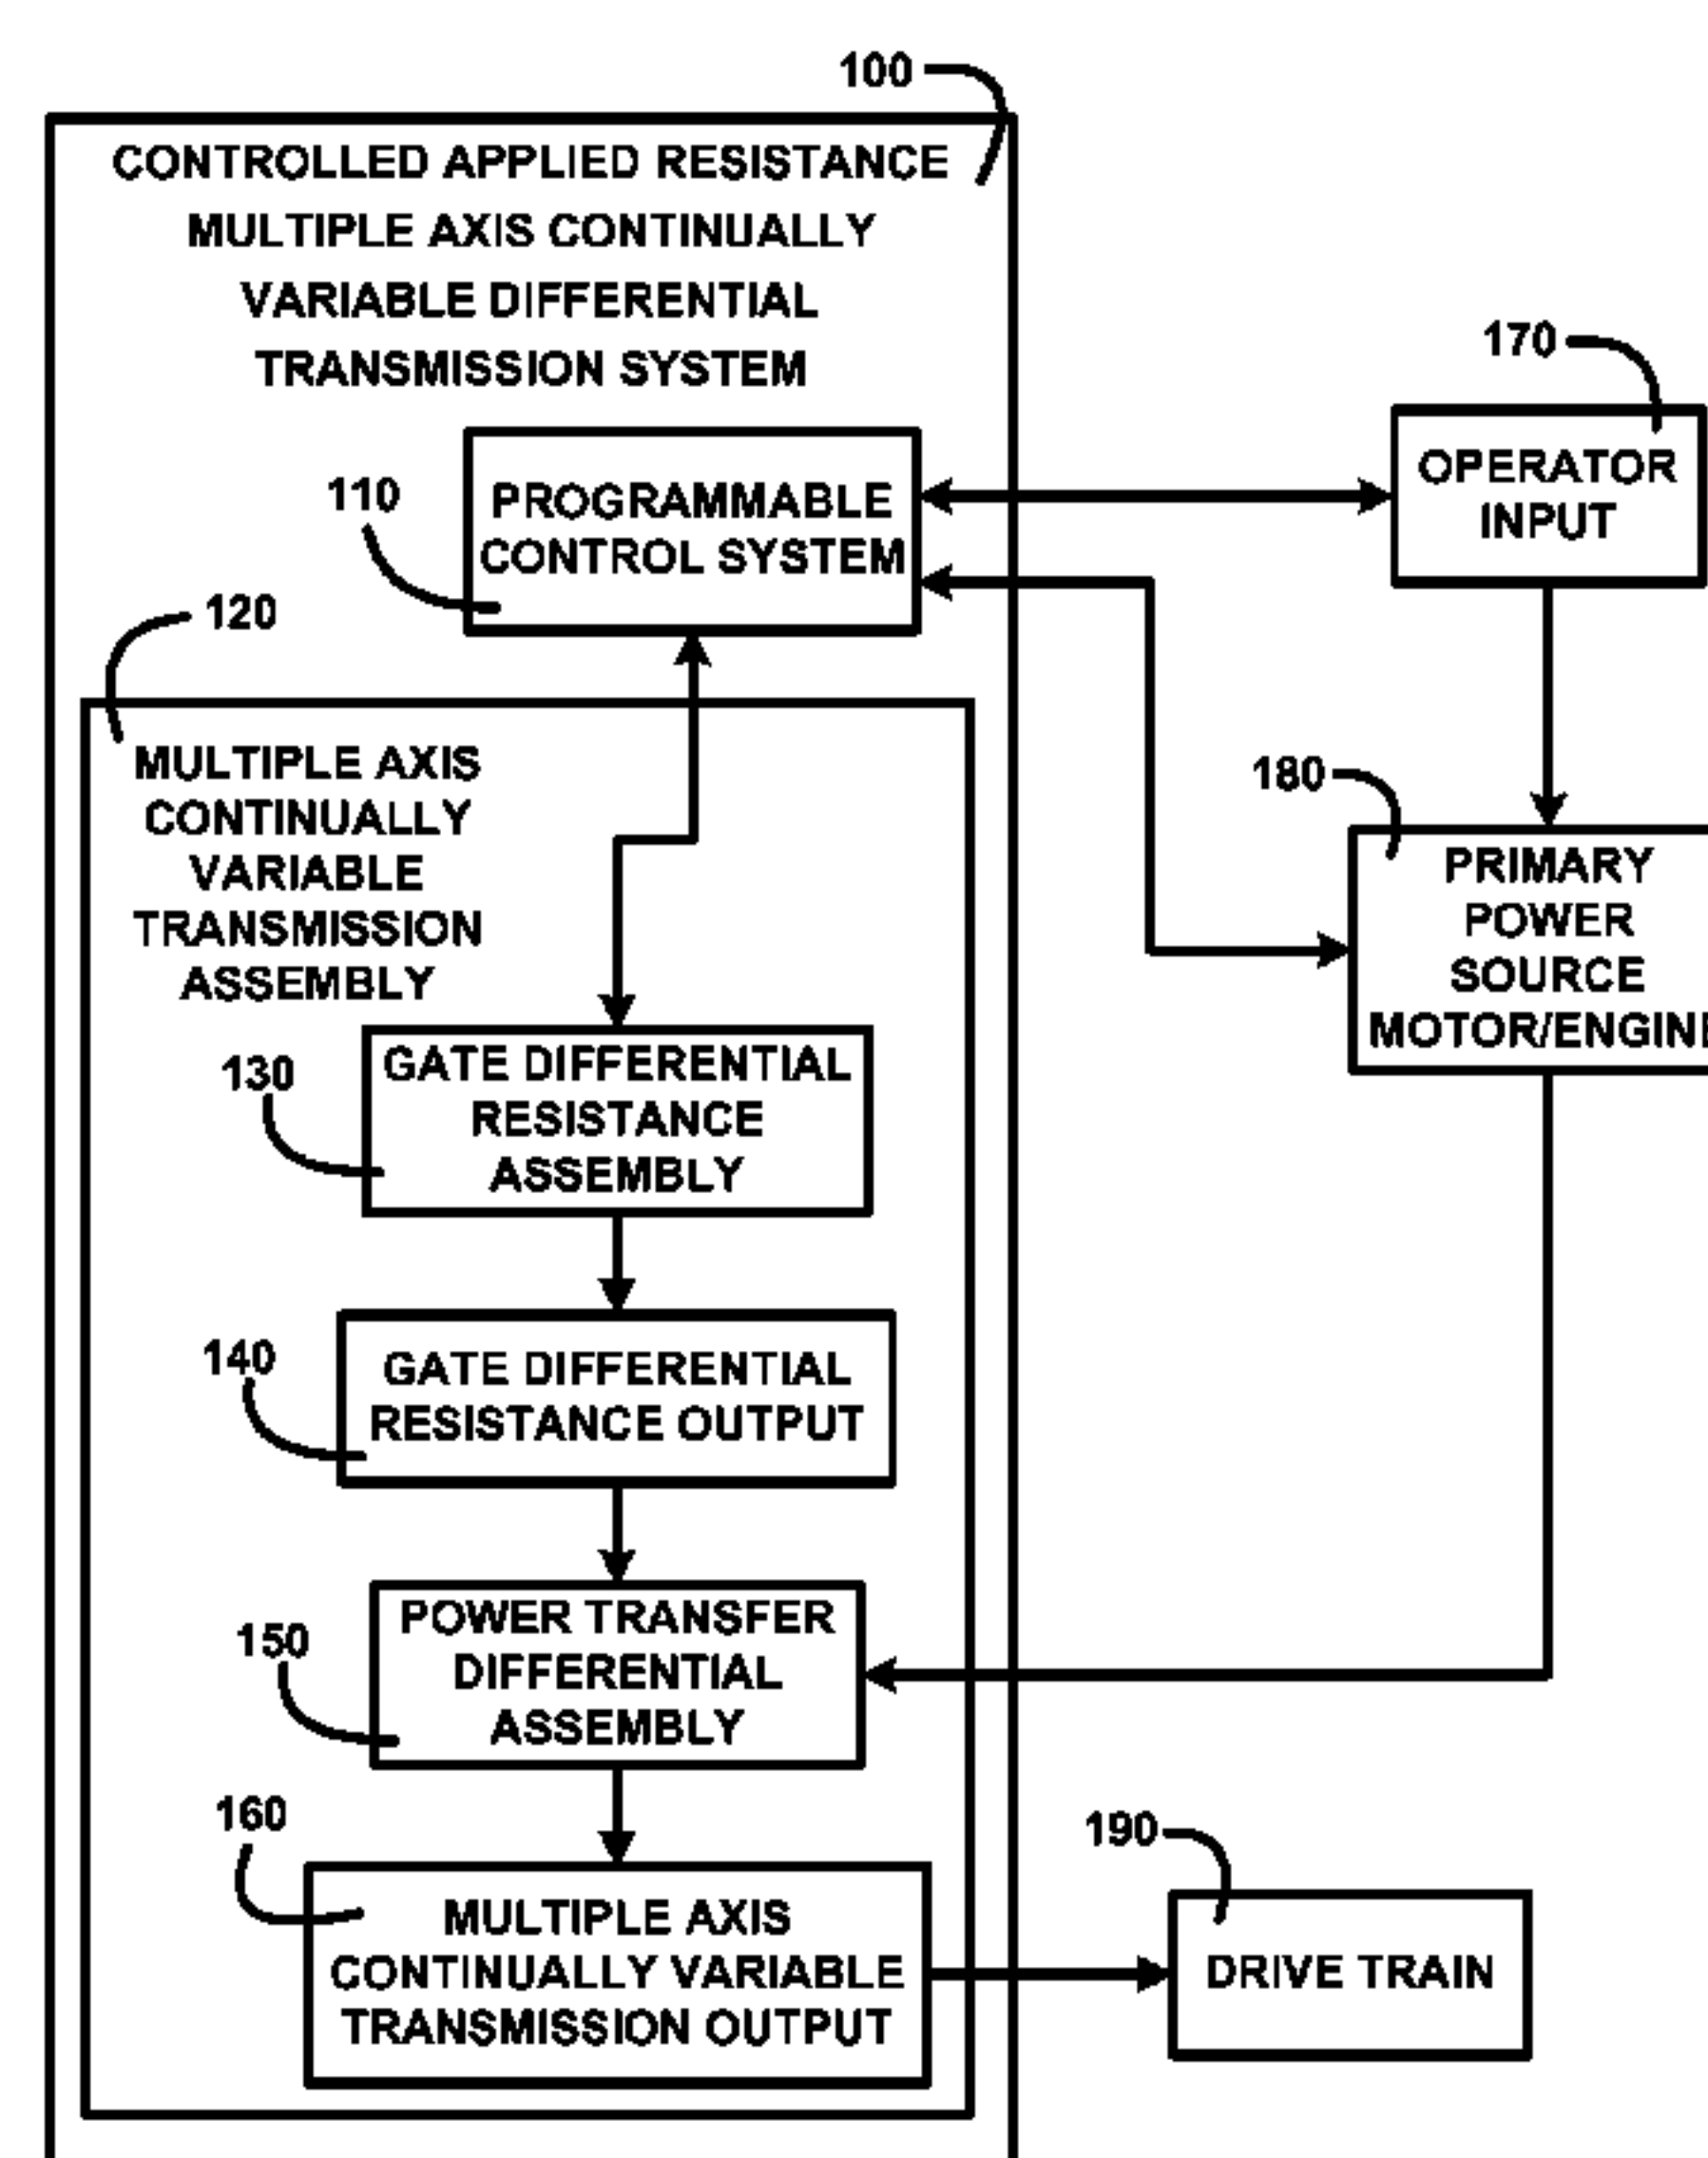 100
CONTROLLED APPLIED RESISTANCE
MULTIPLE AXIS CONTINUALLY
VARIABLE DIFFERENTIAL
TRANSMISSION SYSTEM
170
OPERATOR
INPUT
110
PROGRAMMABLE
CONTROL SYSTEM
120
MULTIPLE AXIS
CONTINUALLY
VARIABLE
TRANSMISSION
ASSEMBLY
180
PRIMARY
POWER
SOURCE
MOTOR/ENGINE
130
GATE DIFFERENTIAL
RESISTANCE
ASSEMBLY
140
GATE DIFFERENTIAL
RESISTANCE OUTPUT
150
POWER TRANSFER
DIFFERENTIAL
ASSEMBLY
160
MULTIPLE AXIS
CONTINUALLY VARIABLE
TRANSMISSION OUTPUT
190
DRIVE TRAIN